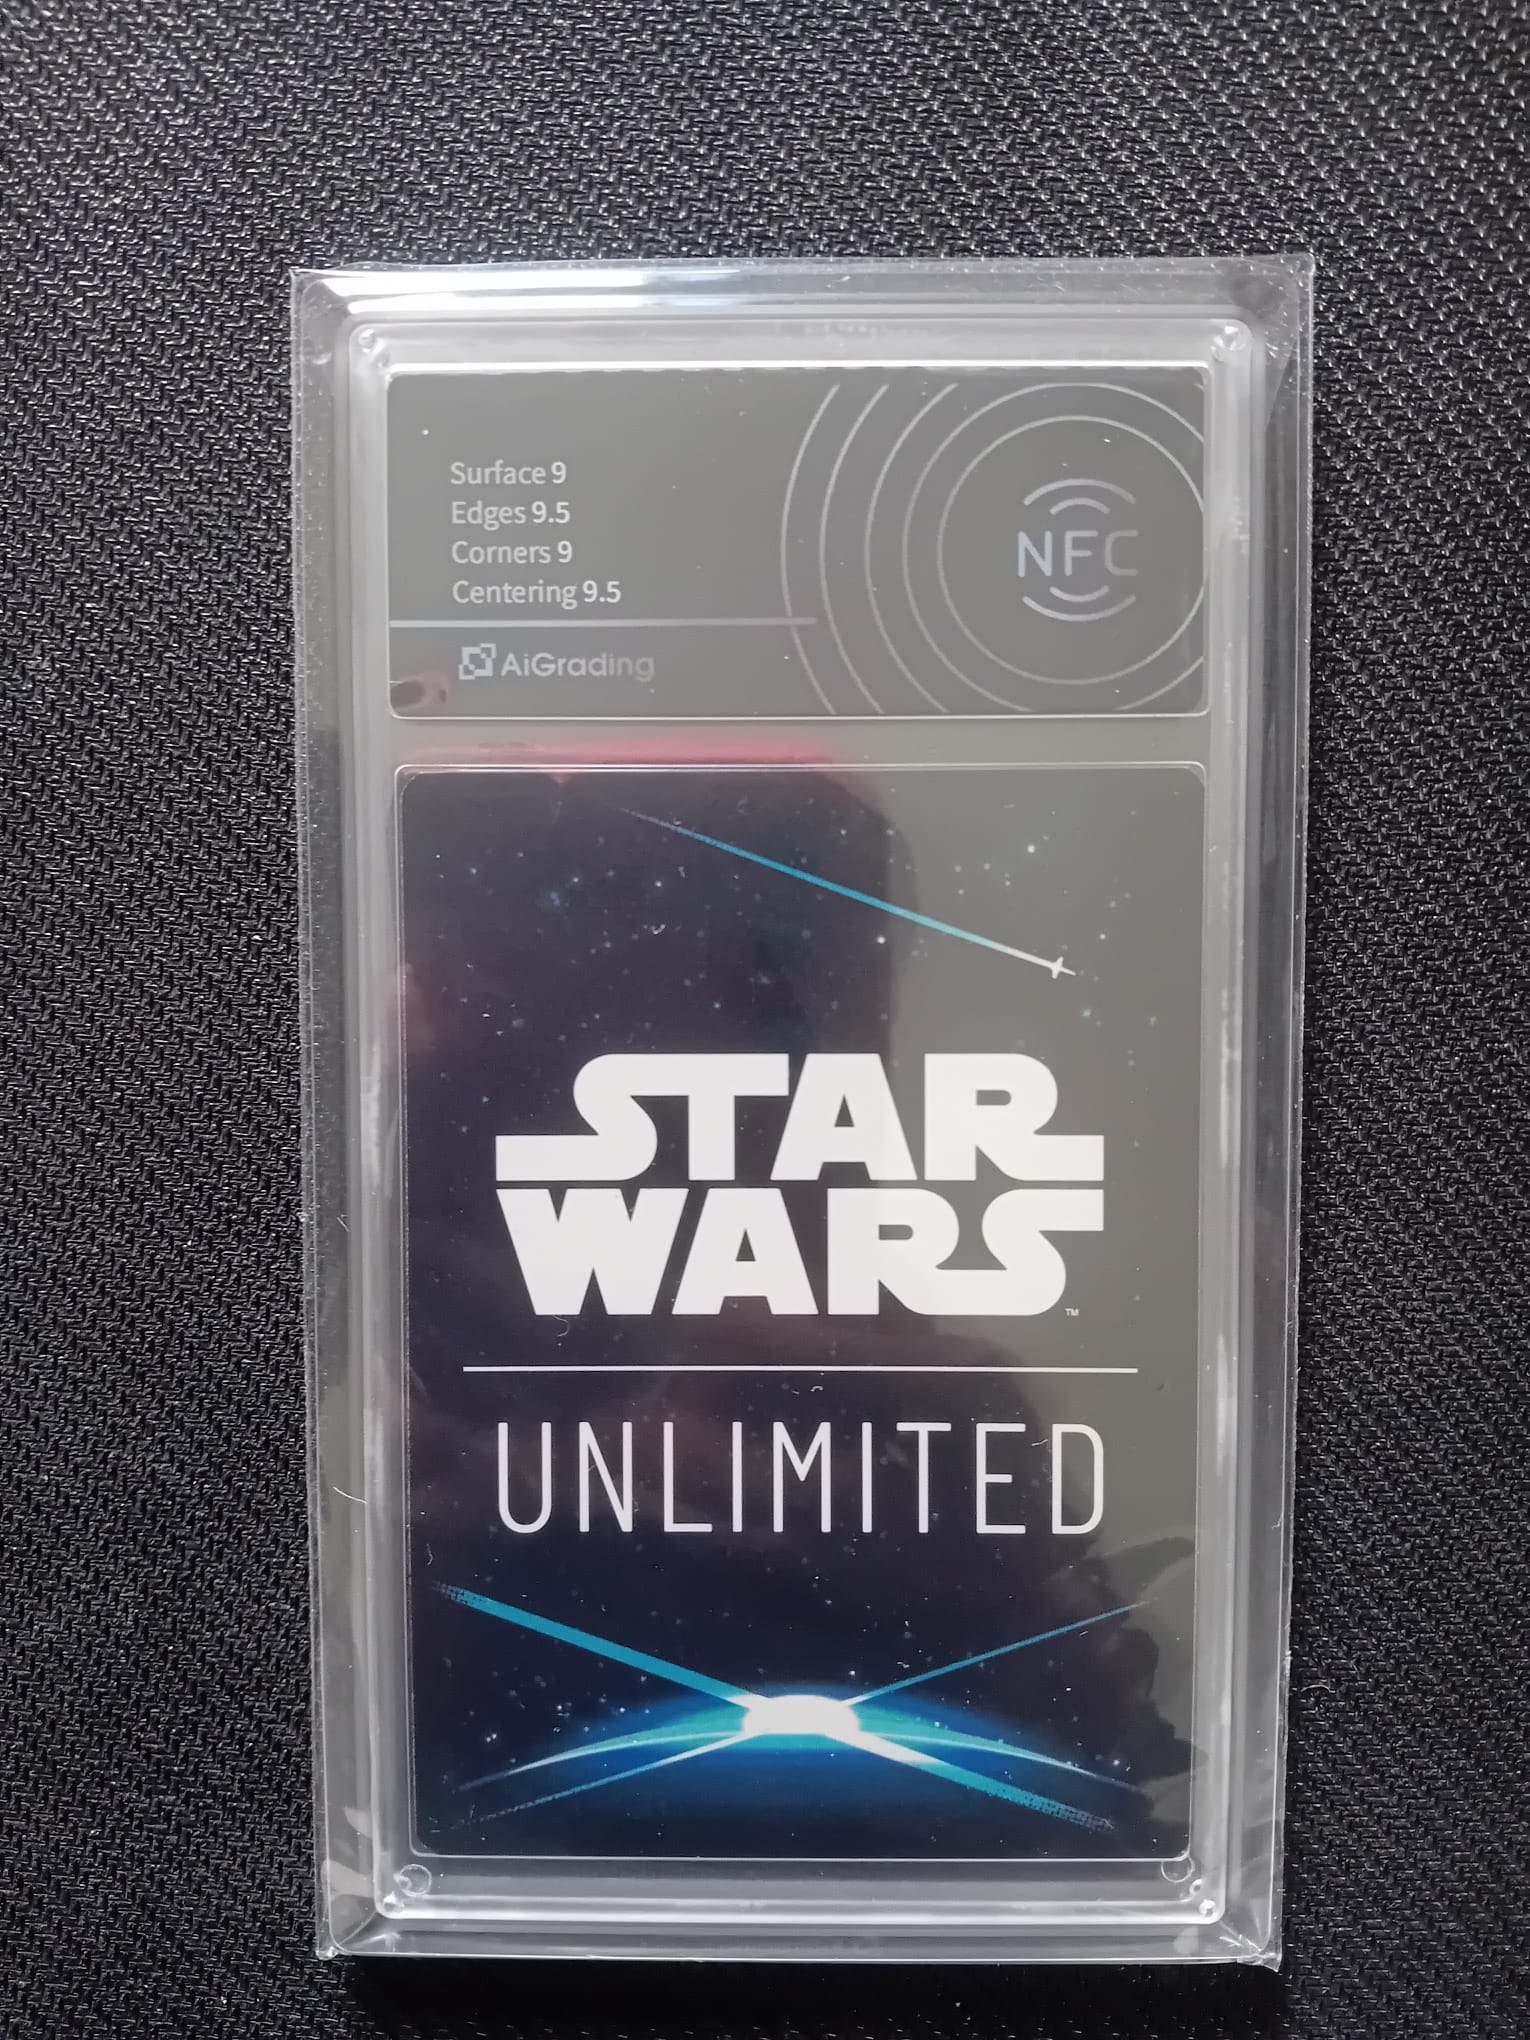 Surface 9
Edges 9.5
Corners 9
Centering 9.5
AiGrading
NFC
STAR
WARS
™
UNLIMITED